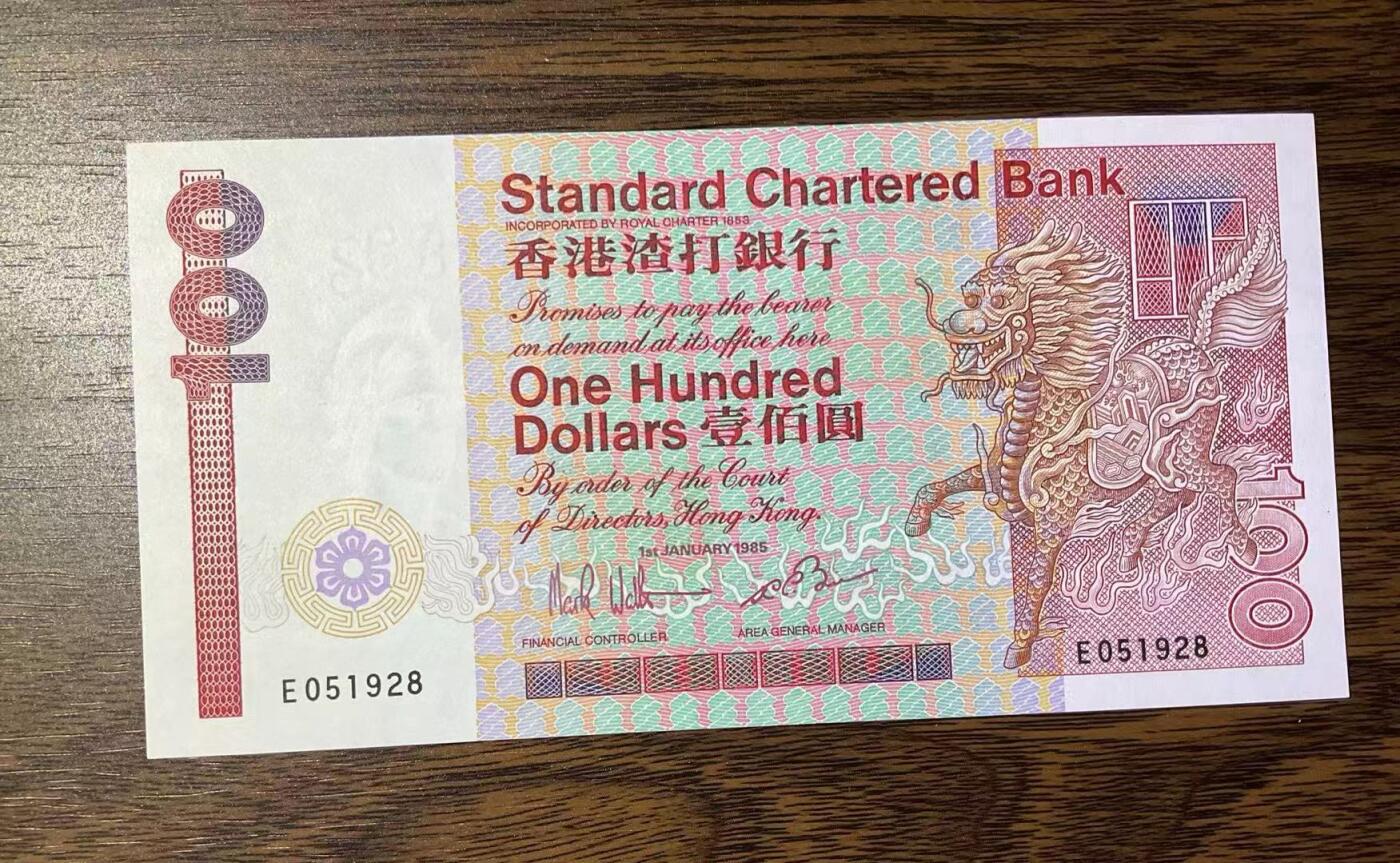 100
Standard Chartered Bank
INCORPORATED BY ROYAL CHARTER 1853
香港渣打銀行
Promises to pay the bearer
on demand at its office here
One Hundred
Dollars 壹佰圓
By order of the Court
of Directors, Hong Kong.
1st JANUARY 1985
FINANCIAL CONTROLLER
AREA GENERAL MANAGER
E051928
E051928
100